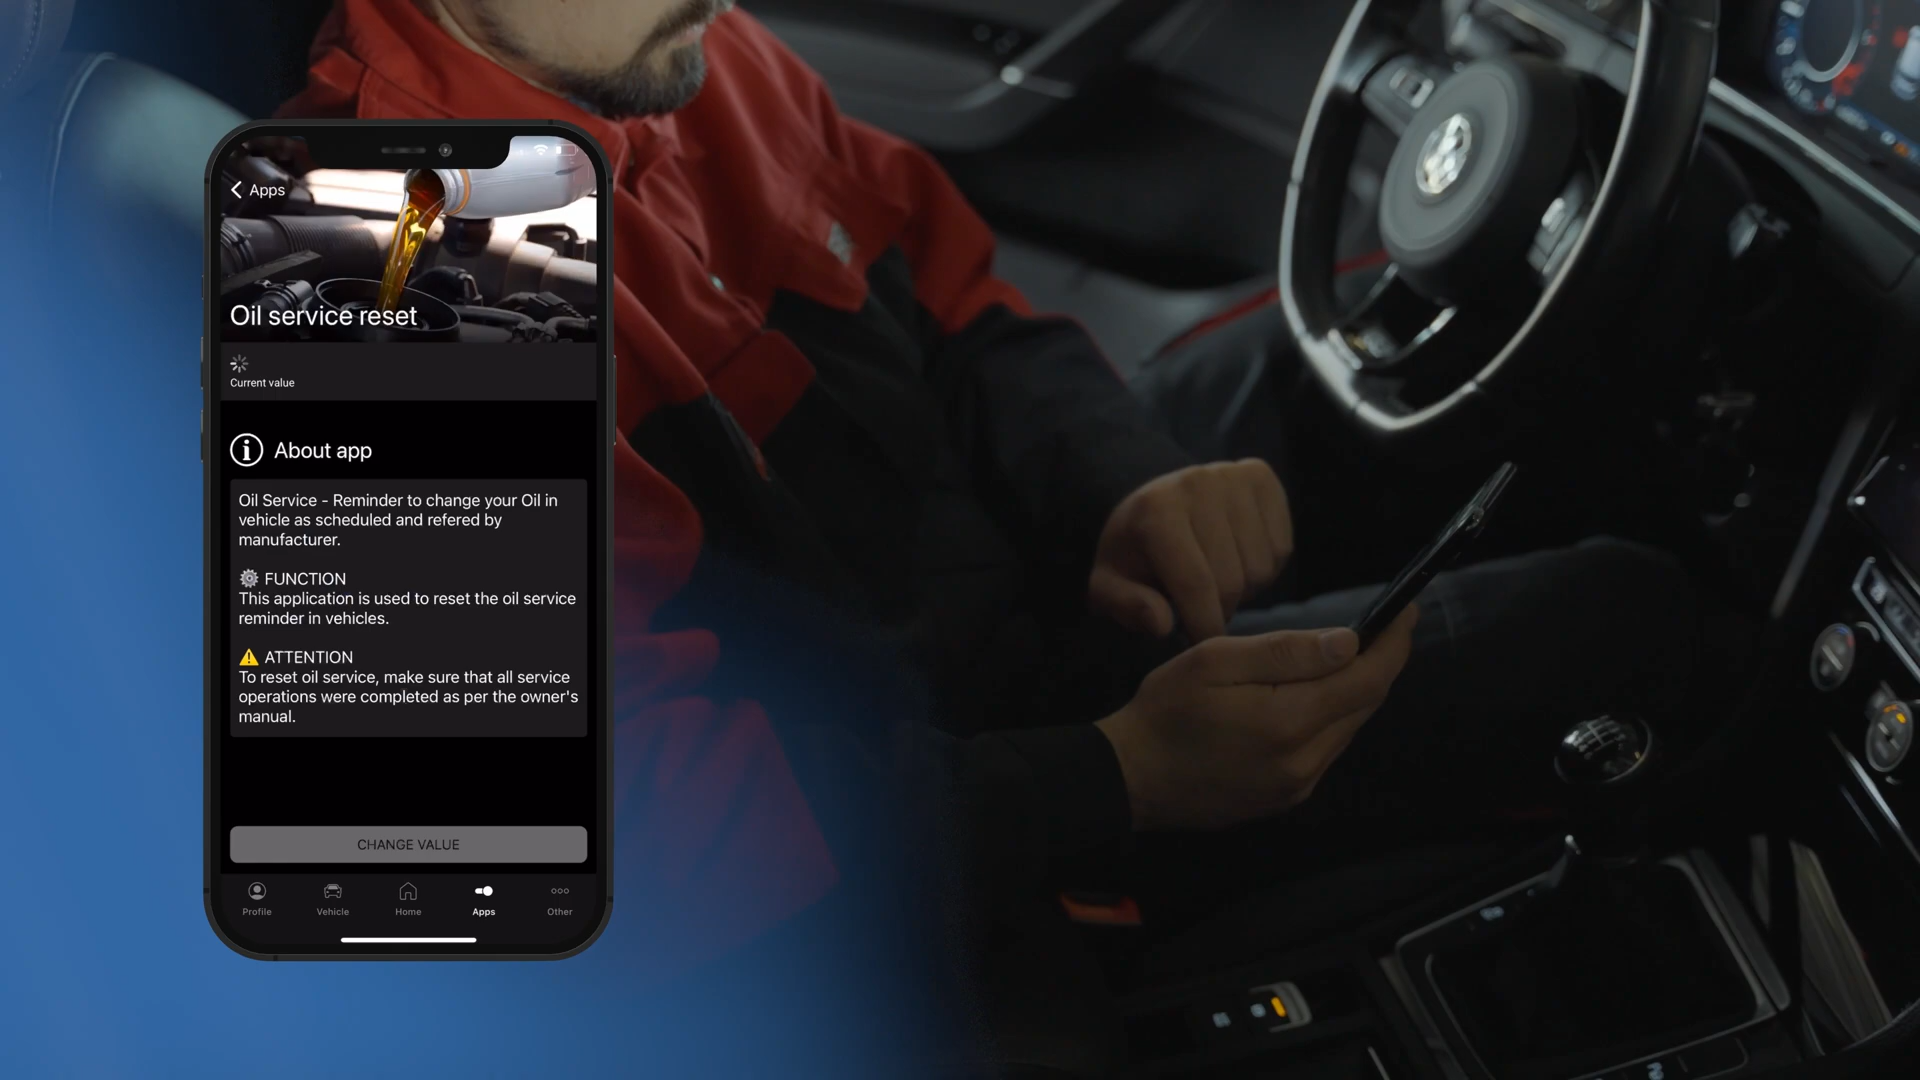 Apps
Oil service reset
Current value
About app
Oil Service - Reminder to change your Oil in
vehicle as scheduled and refered by
manufacturer.
⚙️ FUNCTION
This application is used to reset the oil service
reminder in vehicles.
⚠️ ATTENTION
To reset oil service, make sure that all service
operations were completed as per the owner's
manual.
CHANGE VALUE
Profile
Vehicle
Home
Apps
Other